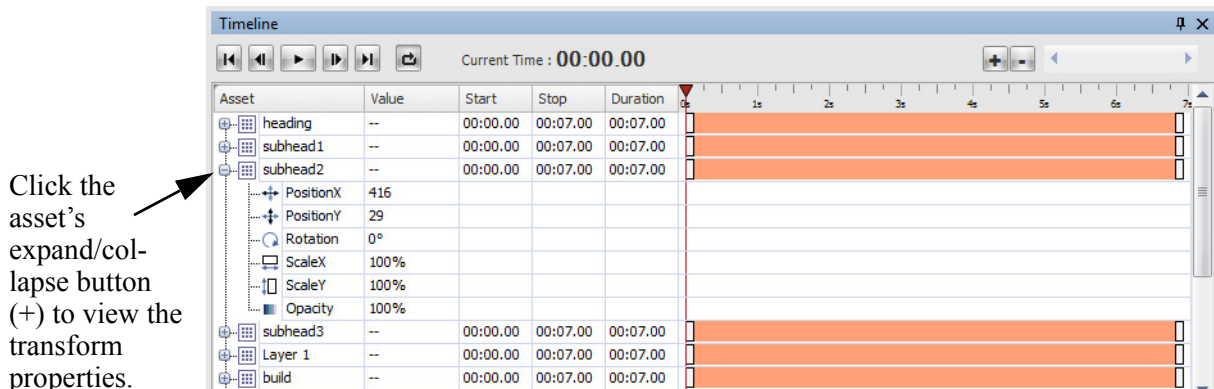 Timeline
Current Time : 00:00.00
+ -
Asset Value Start Stop Duration 0s 1s 2s 3s 4s 5s 6s 7s
heading -- 00:00.00 00:07.00 00:07.00
subhead1 -- 00:00.00 00:07.00 00:07.00
subhead2 -- 00:00.00 00:07.00 00:07.00
PositionX 416
PositionY 29
Rotation 0°
ScaleX 100%
ScaleY 100%
Opacity 100%
subhead3 -- 00:00.00 00:07.00 00:07.00
Layer 1 -- 00:00.00 00:07.00 00:07.00
build -- 00:00.00 00:07.00 00:07.00
Click the
asset’s
expand/col-
lapse button
(+) to view the
transform
properties.